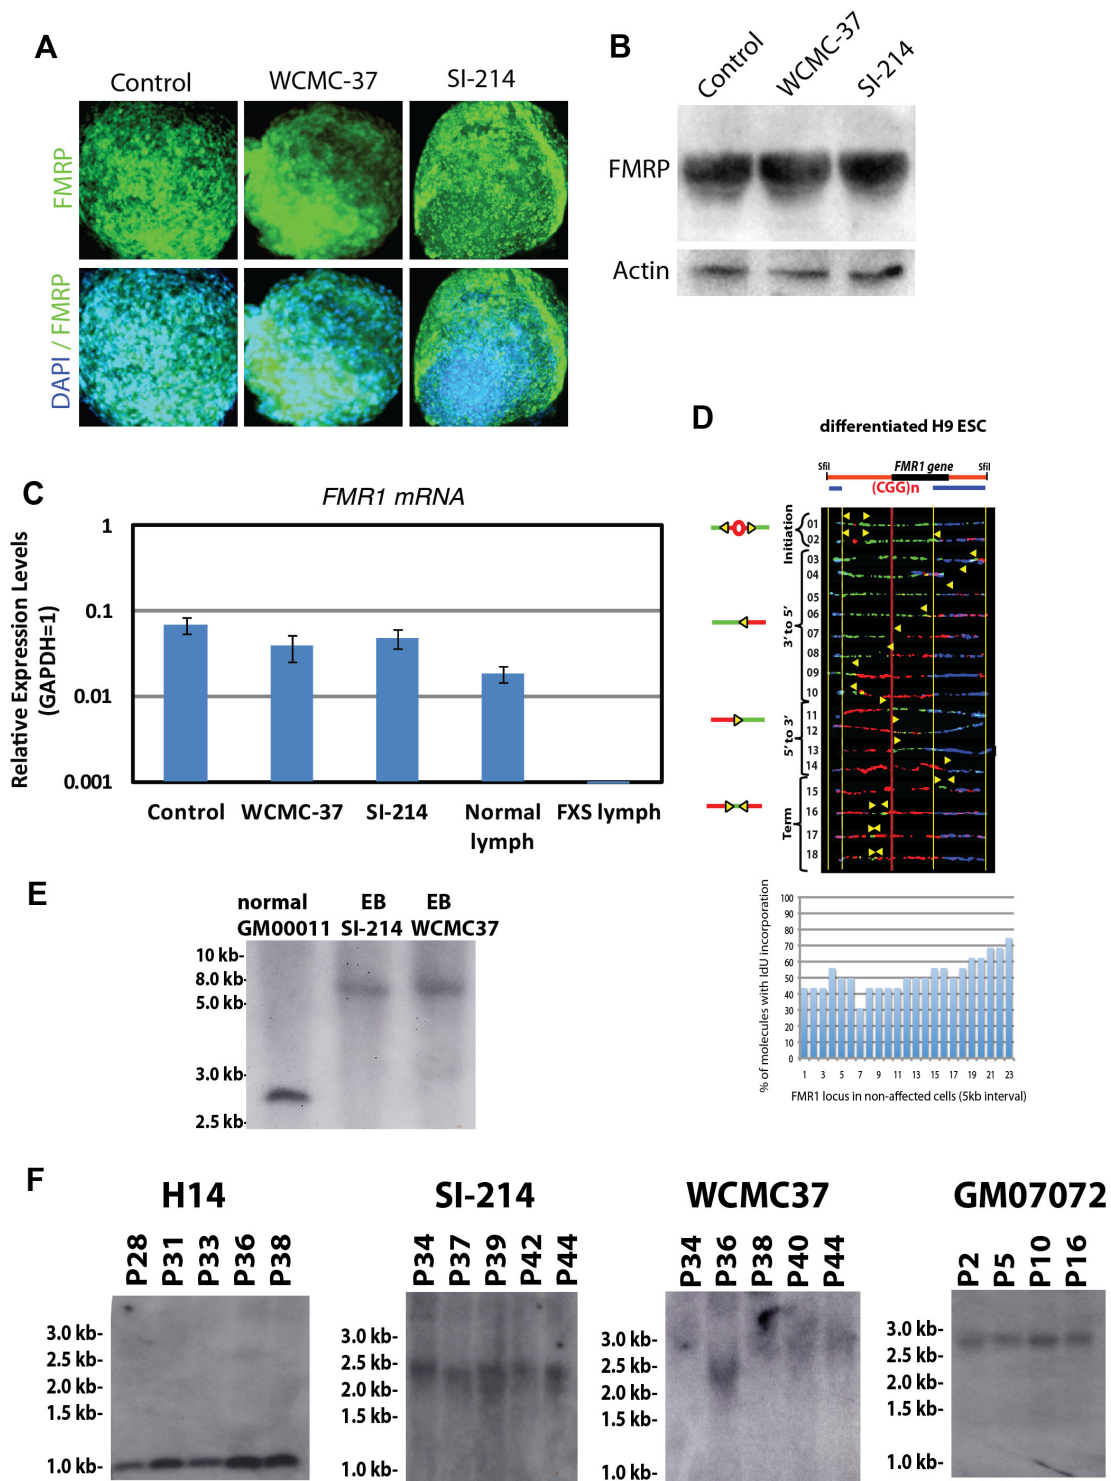 A
Control
WCMC-37
SI-214
FMRP
DAPI / FMRP
B
Control
WCMC-37
SI-214
FMRP
Actin
C
FMR1 mRNA
Relative Expression Levels
(GAPDH=1)
1
0.1
0.01
0.001
Control
WCMC-37
SI-214
Normal
lymph
FXS lymph
D
differentiated H9 ESC
SfiI
FMR1 gene
SfiI
(CGG)n
Initiation
3' to 5'
5' to 3'
Term
01
02
03
04
05
06
07
08
09
10
11
12
13
14
15
16
17
18
% of molecules with IdU incorporation
100
90
80
70
60
50
40
30
20
10
0
1 3 5 7 9 11 13 15 17 19 21 23
FMR1 locus in non-affected cells (5kb interval)
E
normal
GM00011
EB
SI-214
EB
WCMC37
10 kb-
8.0 kb-
5.0 kb-
3.0 kb-
2.5 kb-
F
H14
P28 P31 P33 P36 P38
3.0 kb-
2.5 kb-
2.0 kb-
1.5 kb-
1.0 kb-
SI-214
P34 P37 P39 P42 P44
3.0 kb-
2.5 kb-
2.0 kb-
1.5 kb-
1.0 kb-
WCMC37
P34 P36 P38 P40 P44
3.0 kb-
2.5 kb-
2.0 kb-
1.5 kb-
1.0 kb-
GM07072
P2 P5 P10 P16
3.0 kb-
2.5 kb-
2.0 kb-
1.5 kb-
1.0 kb-